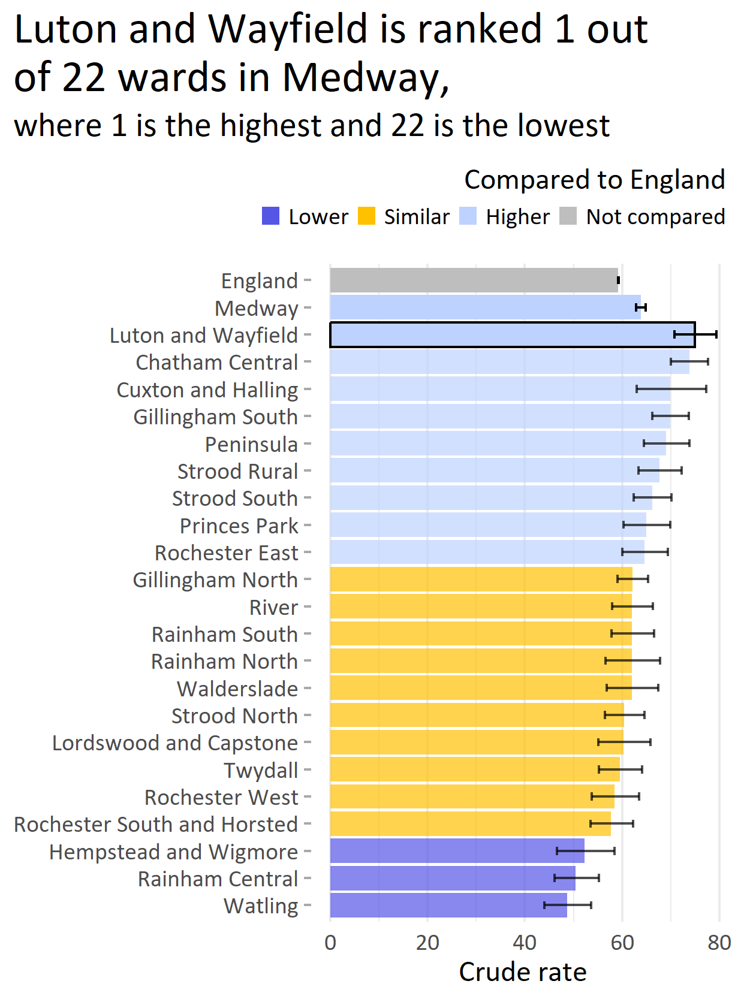 Luton and Wayfield is ranked 1 out
of 22 wards in Medway,
where 1 is the highest and 22 is the lowest
Compared to England
Lower Similar Higher Not compared
England
Medway
Luton and Wayfield
Chatham Central
Cuxton and Halling
Gillingham South
Peninsula
Strood Rural
Strood South
Princes Park
Rochester East
Gillingham North
River
Rainham South
Rainham North
Walderslade
Strood North
Lordswood and Capstone
Twydall
Rochester West
Rochester South and Horsted
Hempstead and Wigmore
Rainham Central
Watling
0 20 40 60 80
Crude rate